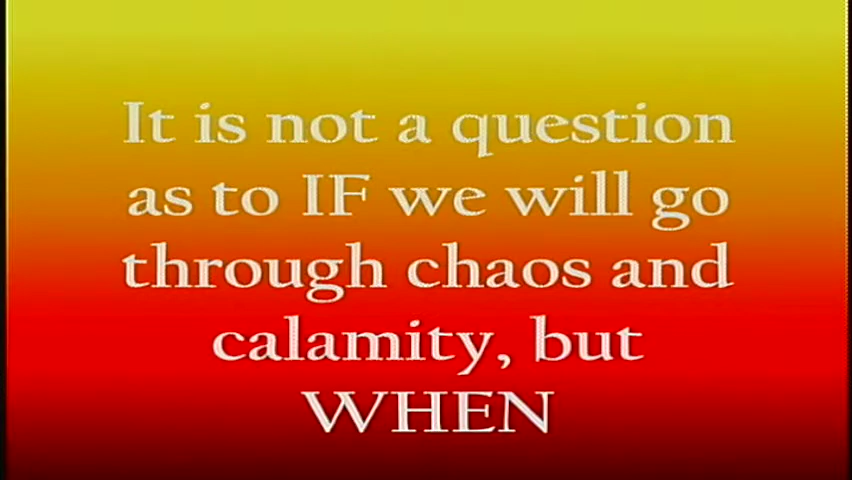 It is not a question
as to IF we will go
through chaos and
calamity, but
WHEN